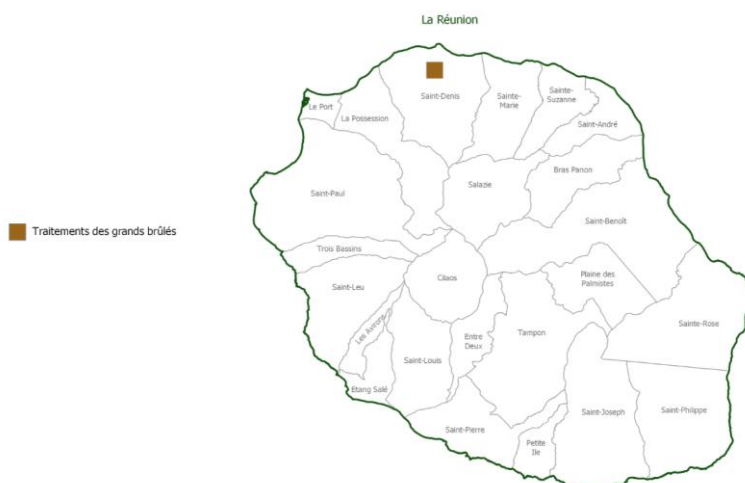 La Réunion
Saint-Denis
Sainte-
Marie
Sainte-
Suzanne
Le Port
La Possession
Saint-André
Bras Panon
Salazie
Saint-Paul
Saint-Benoît
Traitements des grands brûlés
Trois Bassins
Cilaos
Plaine des
Palmistes
Saint-Leu
Les Avirons
Sainte-Rose
Entre
Deux
Tampon
Saint-Louis
Etang Salé
Saint-Joseph
Saint-Philippe
Saint-Pierre
Petite
Ile